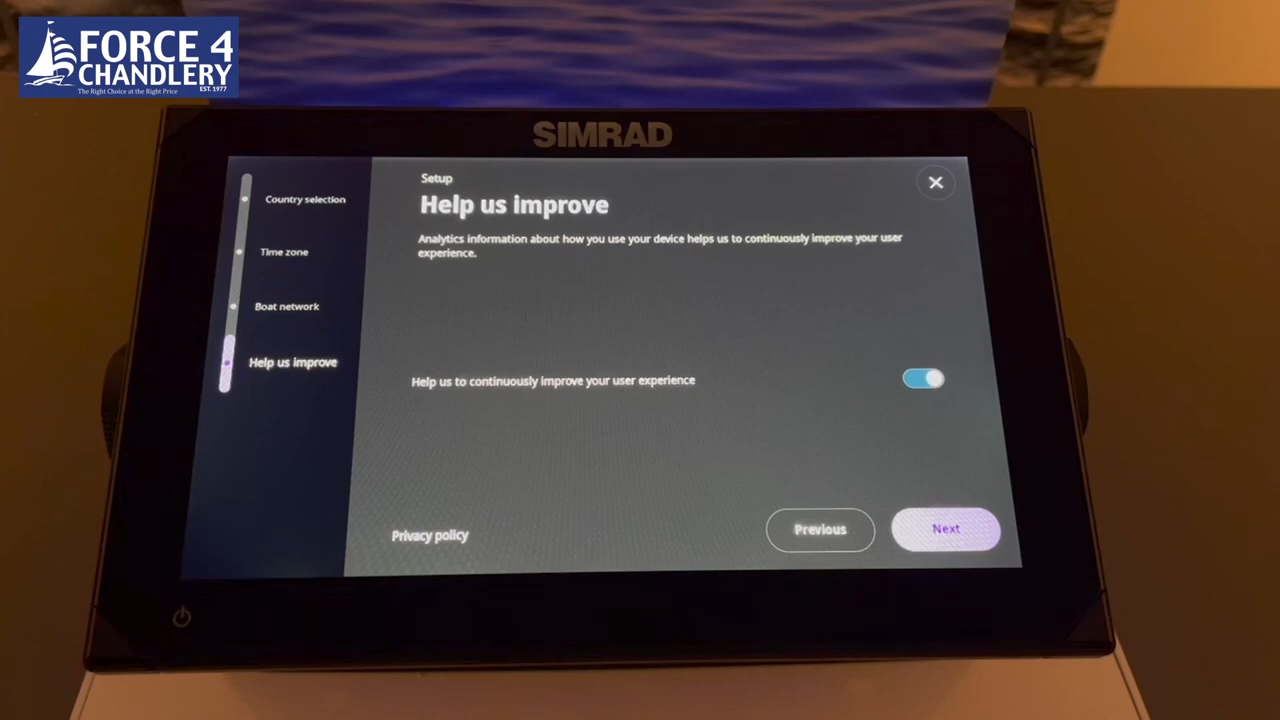 FORCE 4
CHANDLERY
The Right Choice at the Right Price
EST. 1977
SIMRAD
Country selection
Time zone
Boat network
Help us improve
Setup
Help us improve
Analytics information about how you use your device helps us to continuously improve your user
experience.
Help us to continuously improve your user experience
Privacy policy
Previous
Next